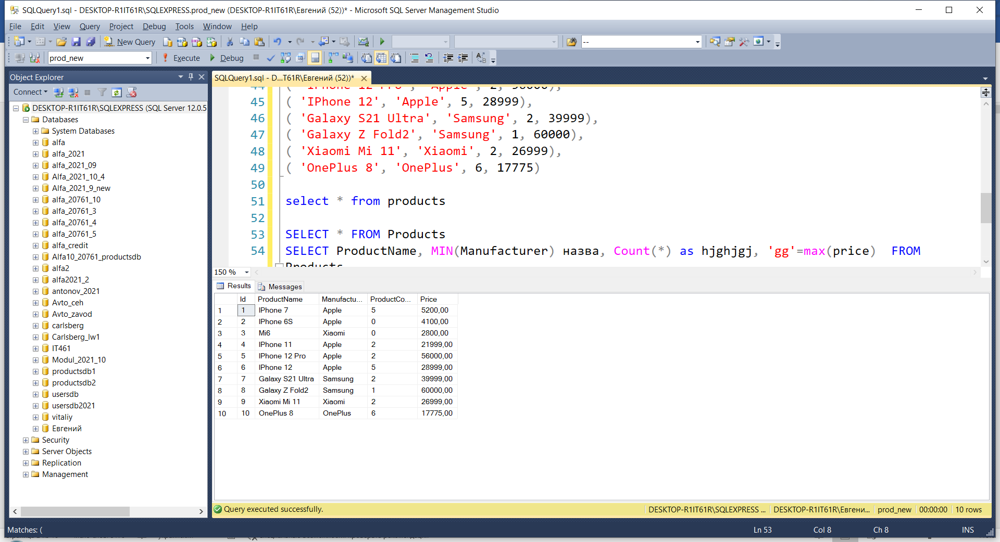 SQLQuery1.sql - DESKTOP-R1IT61R\SQLEXPRESS.prod_new (DESKTOP-R1IT61R\Евгений (52))* - Microsoft SQL Server Management Studio
File Edit View Query Project Debug Tools Window Help
New Query --
prod_new Execute Debug
Object Explorer
Connect
DESKTOP-R1IT61R\SQLEXPRESS (SQL Server 12.0.5
Databases
System Databases
alfa
alfa_2021
alfa_2021_09
Alfa_2021_10_4
Alfa_2021_9_new
alfa_20761_10
alfa_20761_3
alfa_20761_4
alfa_20761_5
alfa_credit
Alfa10_20761_productsdb
alfa2
alfa2021_2
antonov_2021
Avto_ceh
Avto_zavod
carlsberg
Carlsberg_lw1
IT461
Modul_2021_10
productsdb1
productsdb2
usersdb
usersdb2021
vitaliy
Евгений
Security
Server Objects
Replication
Management
SQLQuery1.sql - D...T61R\Евгений (52))*
44 ( 'IPhone 12 Pro', 'Apple', 2, 56000),
45 ( 'IPhone 12', 'Apple', 5, 28999),
46 ( 'Galaxy S21 Ultra', 'Samsung', 2, 39999),
47 ( 'Galaxy Z Fold2', 'Samsung', 1, 60000),
48 ( 'Xiaomi Mi 11', 'Xiaomi', 2, 26999),
49 ( 'OnePlus 8', 'OnePlus', 6, 17775)
50
51 select * from products
52
53 SELECT * FROM Products
54 SELECT ProductName, MIN(Manufacturer) назва, Count(*) as hjghjgj, 'gg'=max(price) FROM
Products
150 %
Results Messages
Id ProductName Manufactu... ProductCo... Price
1 1 IPhone 7 Apple 5 5200,00
2 2 IPhone 6S Apple 0 4100,00
3 3 Mi6 Xiaomi 0 2800,00
4 4 IPhone 11 Apple 2 21999,00
5 5 IPhone 12 Pro Apple 2 56000,00
6 6 IPhone 12 Apple 5 28999,00
7 7 Galaxy S21 Ultra Samsung 2 39999,00
8 8 Galaxy Z Fold2 Samsung 1 60000,00
9 9 Xiaomi Mi 11 Xiaomi 2 26999,00
10 10 OnePlus 8 OnePlus 6 17775,00
Query executed successfully. DESKTOP-R1IT61R\SQLEXPRESS ... DESKTOP-R1IT61R\Евгени... prod_new 00:00:00 10 rows
Matches: ( Ln 53 Col 8 Ch 8 INS